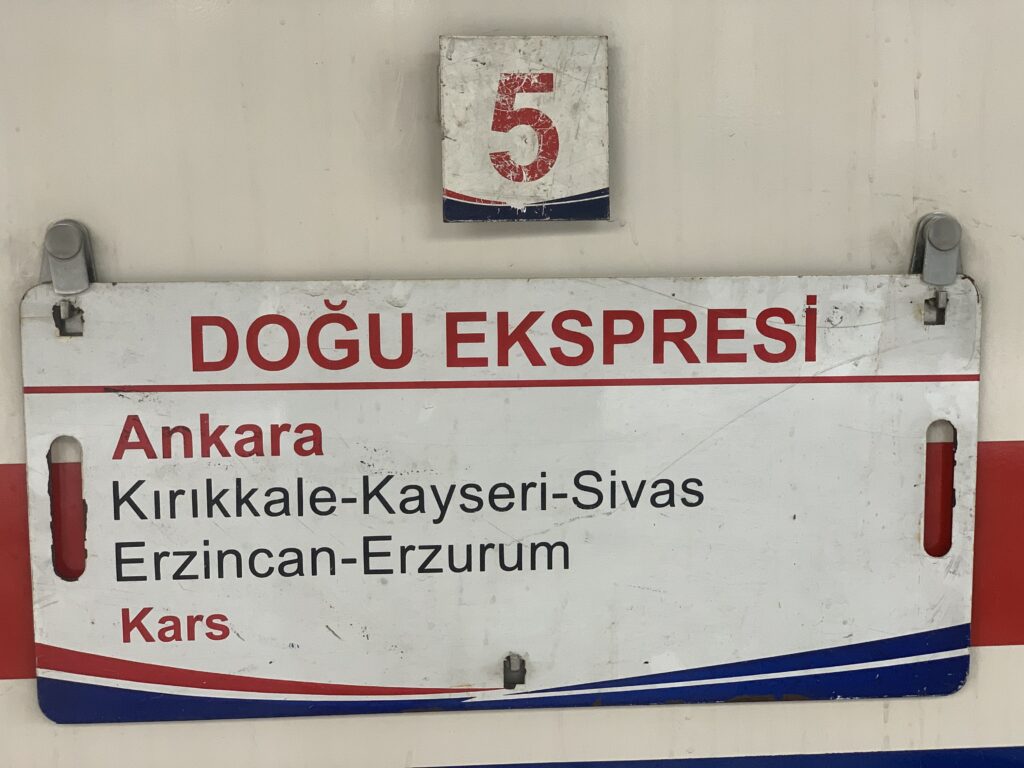 5
DOĞU EKSPRESİ
Ankara
Kırıkkale-Kayseri-Sivas
Erzincan-Erzurum
Kars